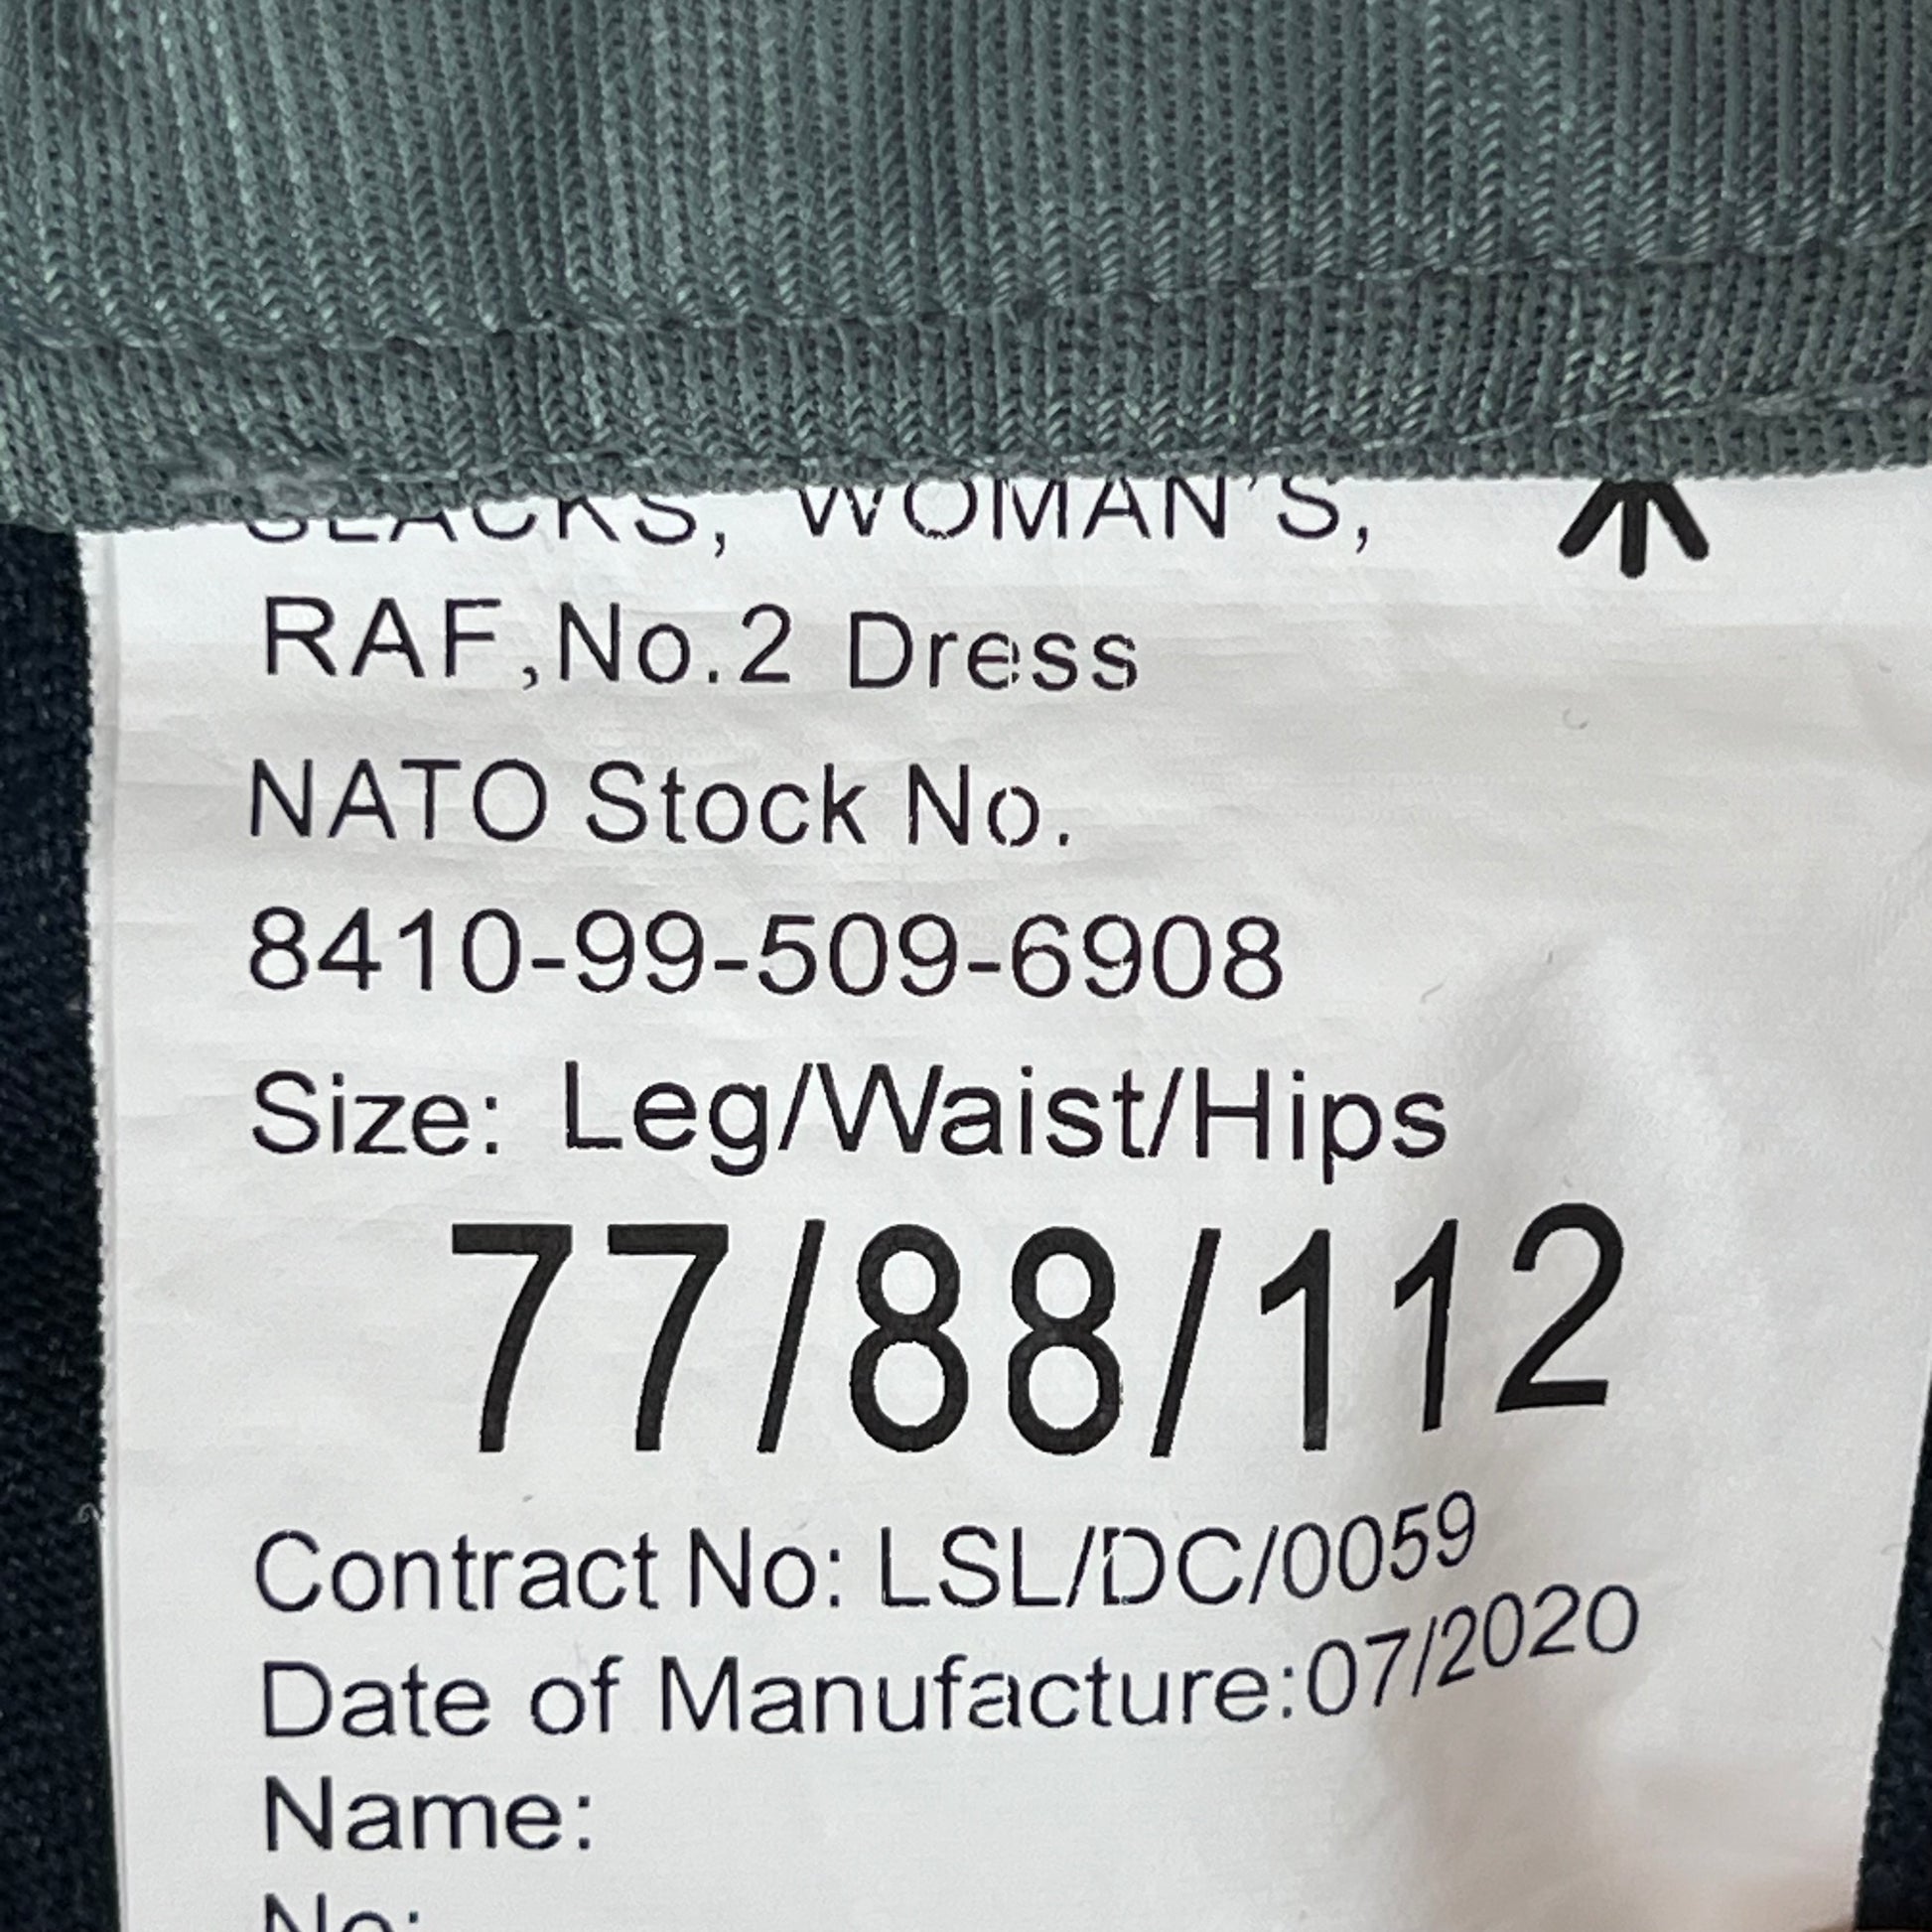 SLACKS, WOMAN'S,
RAF,No.2 Dress
NATO Stock No.
8410-99-509-6908
Size: Leg/Waist/Hips
77/88/112
Contract No: LSL/DC/0059
Date of Manufacture:07/2020
Name:
No: